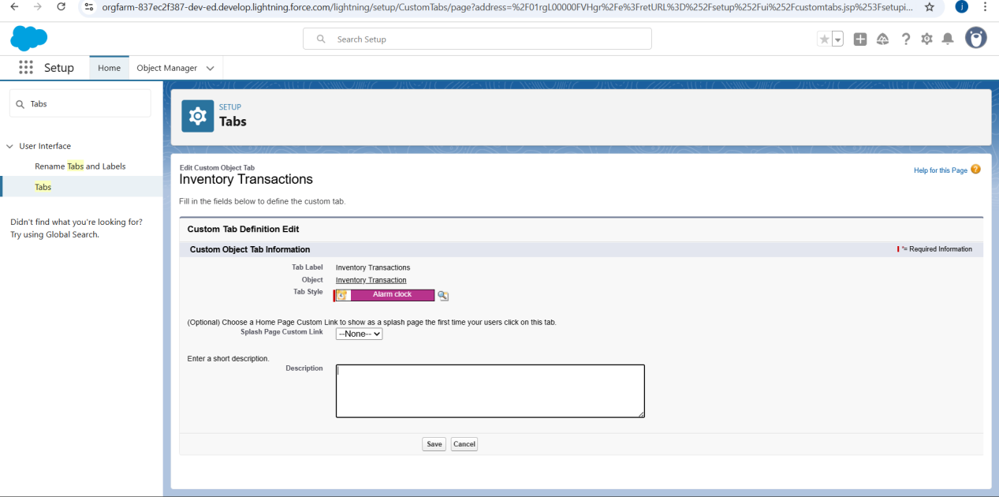 orgfarm-837ec2f387-dev-ed.develop.lightning.force.com/lightning/setup/CustomTabs/page?address=%2F01rgL00000FVHgr%2Fe%3FretURL%3D%252Fsetup%252Fui%252Fcustomtabs.jsp%253Fsetupi...
Search Setup
Setup Home Object Manager
Tabs
User Interface
Rename Tabs and Labels
Tabs
Didn't find what you're looking for?
Try using Global Search.
SETUP
Tabs
Edit Custom Object Tab
Inventory Transactions
Help for this Page
Fill in the fields below to define the custom tab.
Custom Tab Definition Edit
Custom Object Tab Information
*= Required Information
Tab Label Inventory Transactions
Object Inventory Transaction
Tab Style Alarm clock
(Optional) Choose a Home Page Custom Link to show as a splash page the first time your users click on this tab.
Splash Page Custom Link --None--
Enter a short description.
Description
Save Cancel